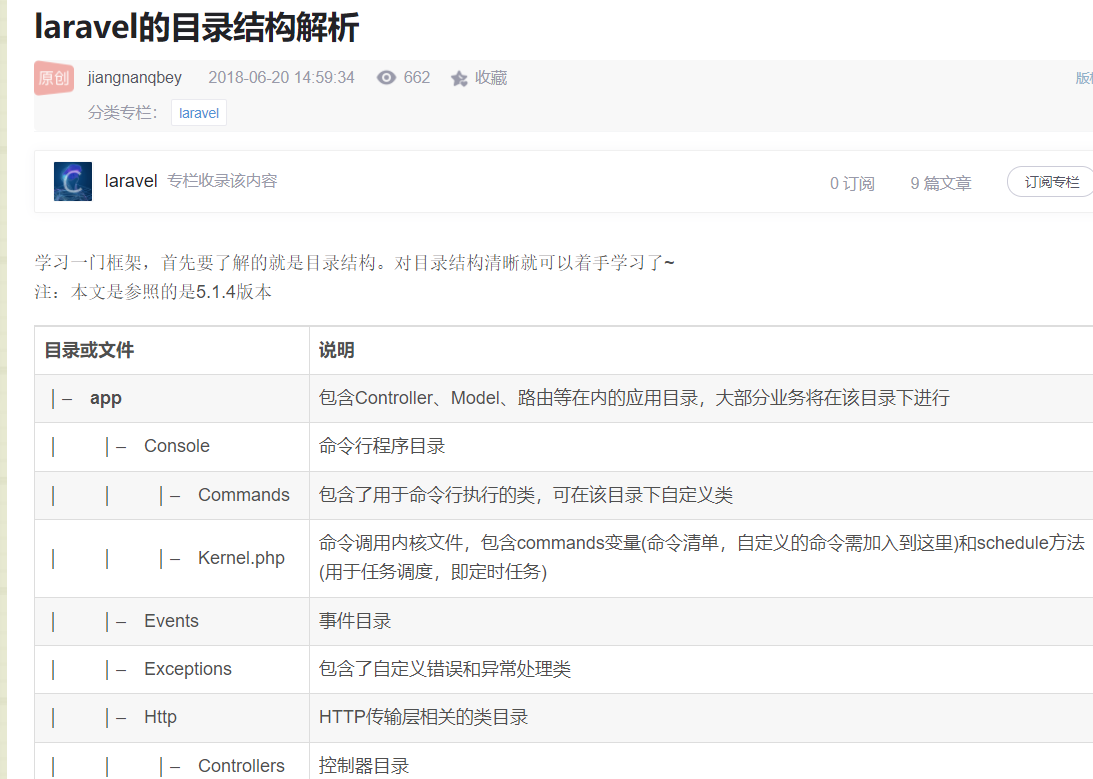 laravel的目录结构解析
原创 jiangnanqbey 2018-06-20 14:59:34 662 收藏
分类专栏： laravel
laravel 专栏收录该内容 0 订阅 9 篇文章 订阅专栏
学习一门框架，首先要了解的就是目录结构。对目录结构清晰就可以着手学习了~
注：本文是参照的是5.1.4版本
目录或文件 说明
|– app 包含Controller、Model、路由等在内的应用目录，大部分业务将在该目录下进行
| |– Console 命令行程序目录
| | |– Commands 包含了用于命令行执行的类，可在该目录下自定义类
| | |– Kernel.php 命令调用内核文件，包含commands变量(命令清单，自定义的命令需加入到这里)和schedule方法
(用于任务调度，即定时任务)
| |– Events 事件目录
| |– Exceptions 包含了自定义错误和异常处理类
| |– Http HTTP传输层相关的类目录
| | |– Controllers 控制器目录